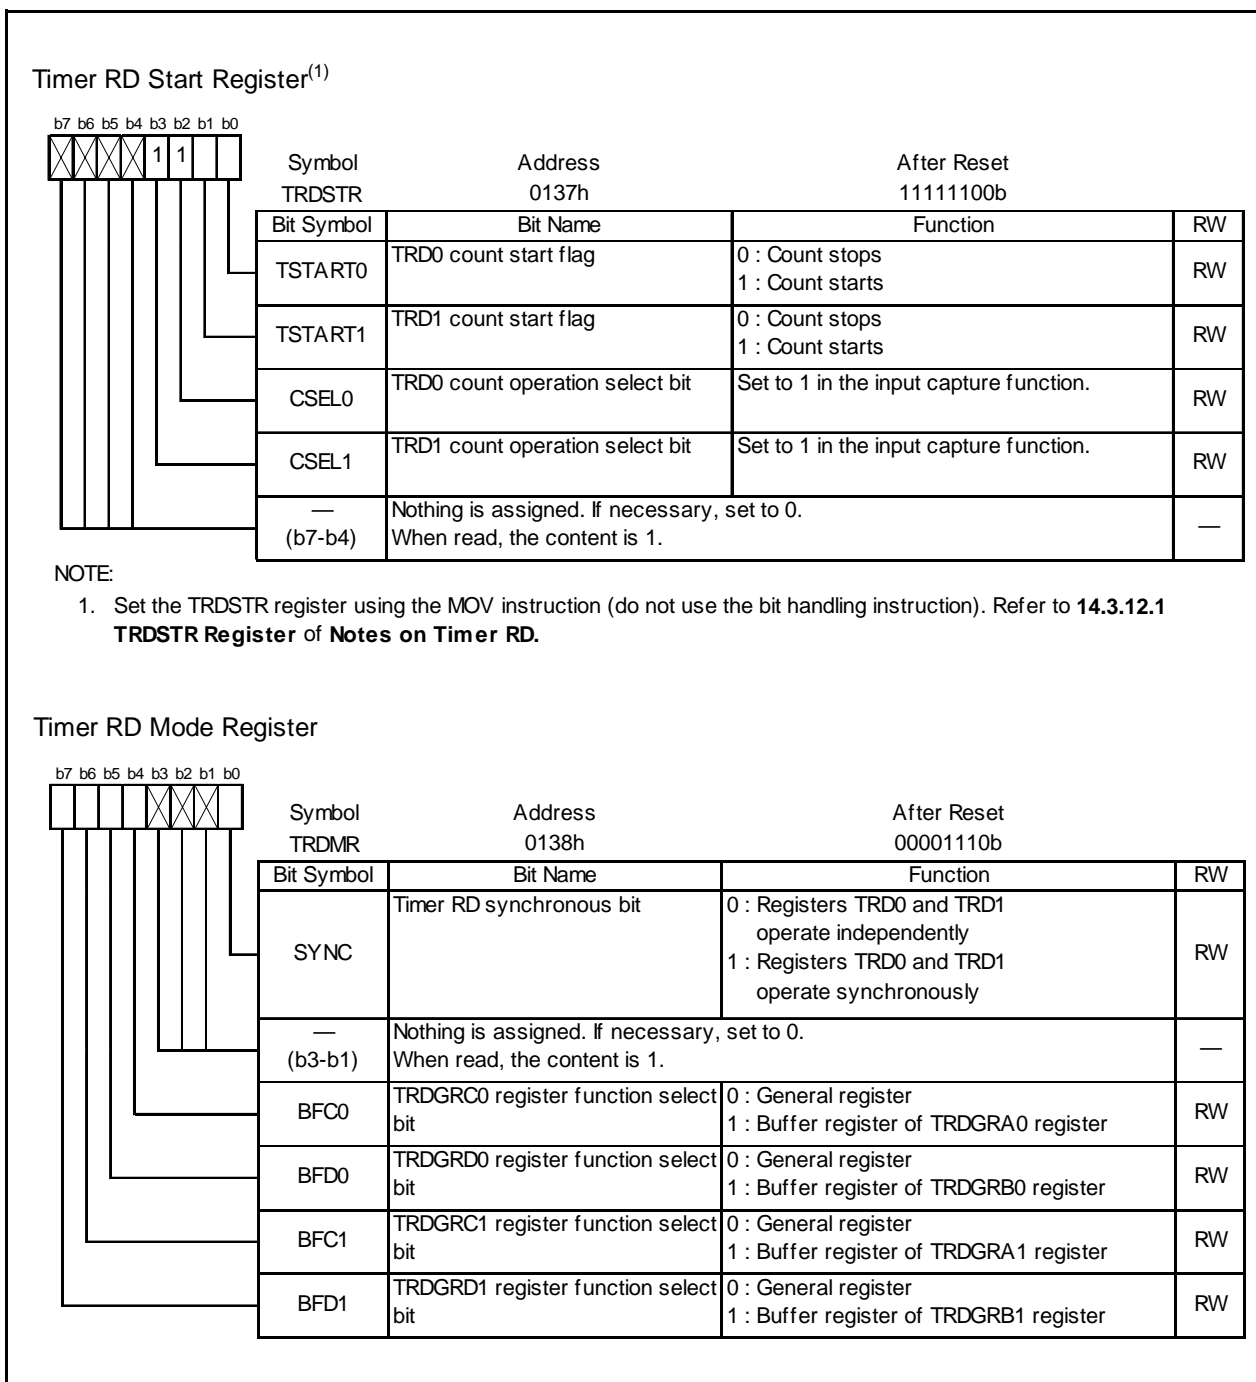 Timer RD Start Register(1)
b7 b6 b5 b4 b3 b2 b1 b0
1 1
Symbol Address After Reset
TRDSTR 0137h 11111100b
Bit Symbol Bit Name Function RW
TSTART0 TRD0 count start flag 0 : Count stops RW
1 : Count starts
TSTART1 TRD1 count start flag 0 : Count stops RW
1 : Count starts
CSEL0 TRD0 count operation select bit Set to 1 in the input capture function. RW
CSEL1 TRD1 count operation select bit Set to 1 in the input capture function. RW
— Nothing is assigned. If necessary, set to 0. —
(b7-b4) When read, the content is 1.
NOTE:
1. Set the TRDSTR register using the MOV instruction (do not use the bit handling instruction). Refer to 14.3.12.1
TRDSTR Register of Notes on Timer RD.
Timer RD Mode Register
b7 b6 b5 b4 b3 b2 b1 b0
Symbol Address After Reset
TRDMR 0138h 00001110b
Bit Symbol Bit Name Function RW
SYNC Timer RD synchronous bit 0 : Registers TRD0 and TRD1 RW
operate independently
1 : Registers TRD0 and TRD1
operate synchronously
— Nothing is assigned. If necessary, set to 0. —
(b3-b1) When read, the content is 1.
BFC0 TRDGRC0 register function select 0 : General register RW
bit 1 : Buffer register of TRDGRA0 register
BFD0 TRDGRD0 register function select 0 : General register RW
bit 1 : Buffer register of TRDGRB0 register
BFC1 TRDGRC1 register function select 0 : General register RW
bit 1 : Buffer register of TRDGRA1 register
BFD1 TRDGRD1 register function select 0 : General register RW
bit 1 : Buffer register of TRDGRB1 register